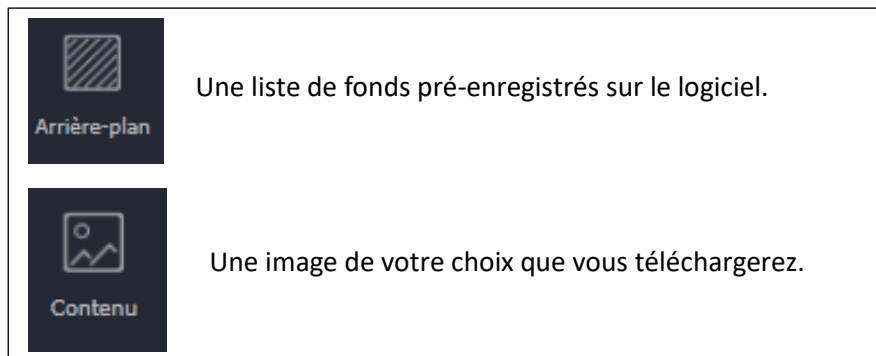 Arrière-plan
Une liste de fonds pré-enregistrés sur le logiciel.
Contenu
Une image de votre choix que vous téléchargerez.